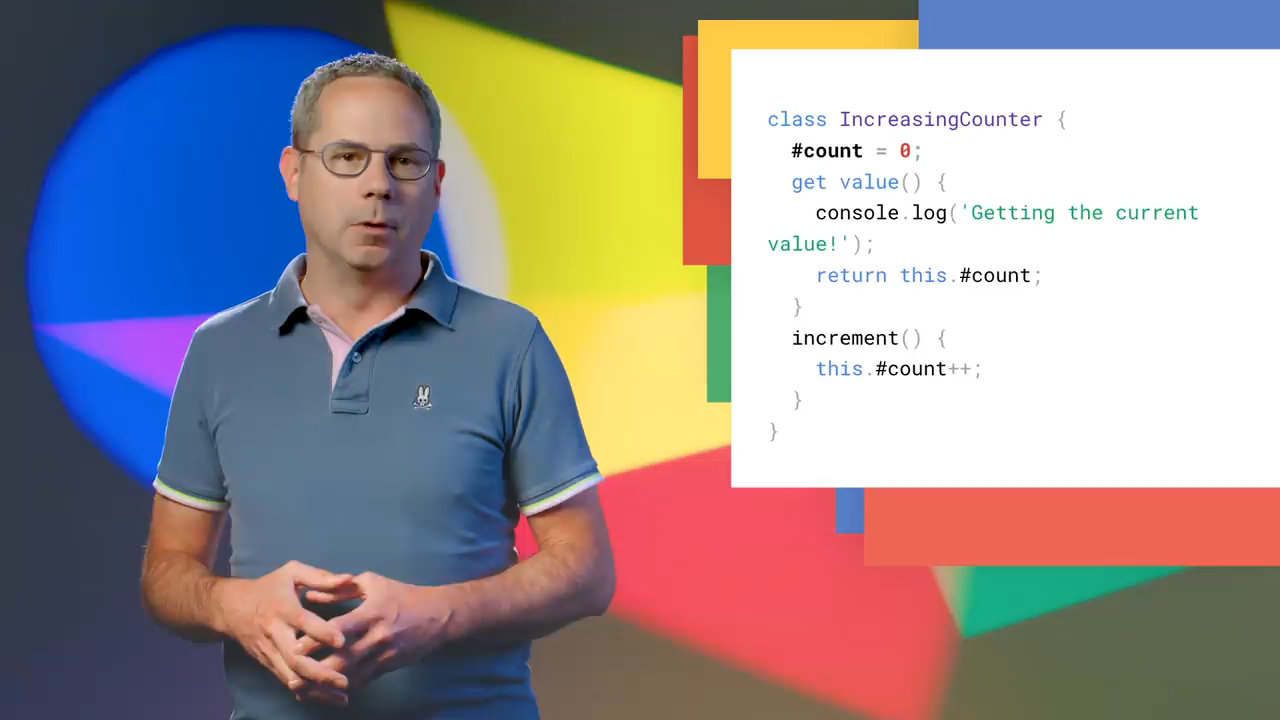 class IncreasingCounter {
#count = 0;
get value() {
console.log('Getting the current
value!');
return this.#count;
}
increment() {
this.#count++;
}
}